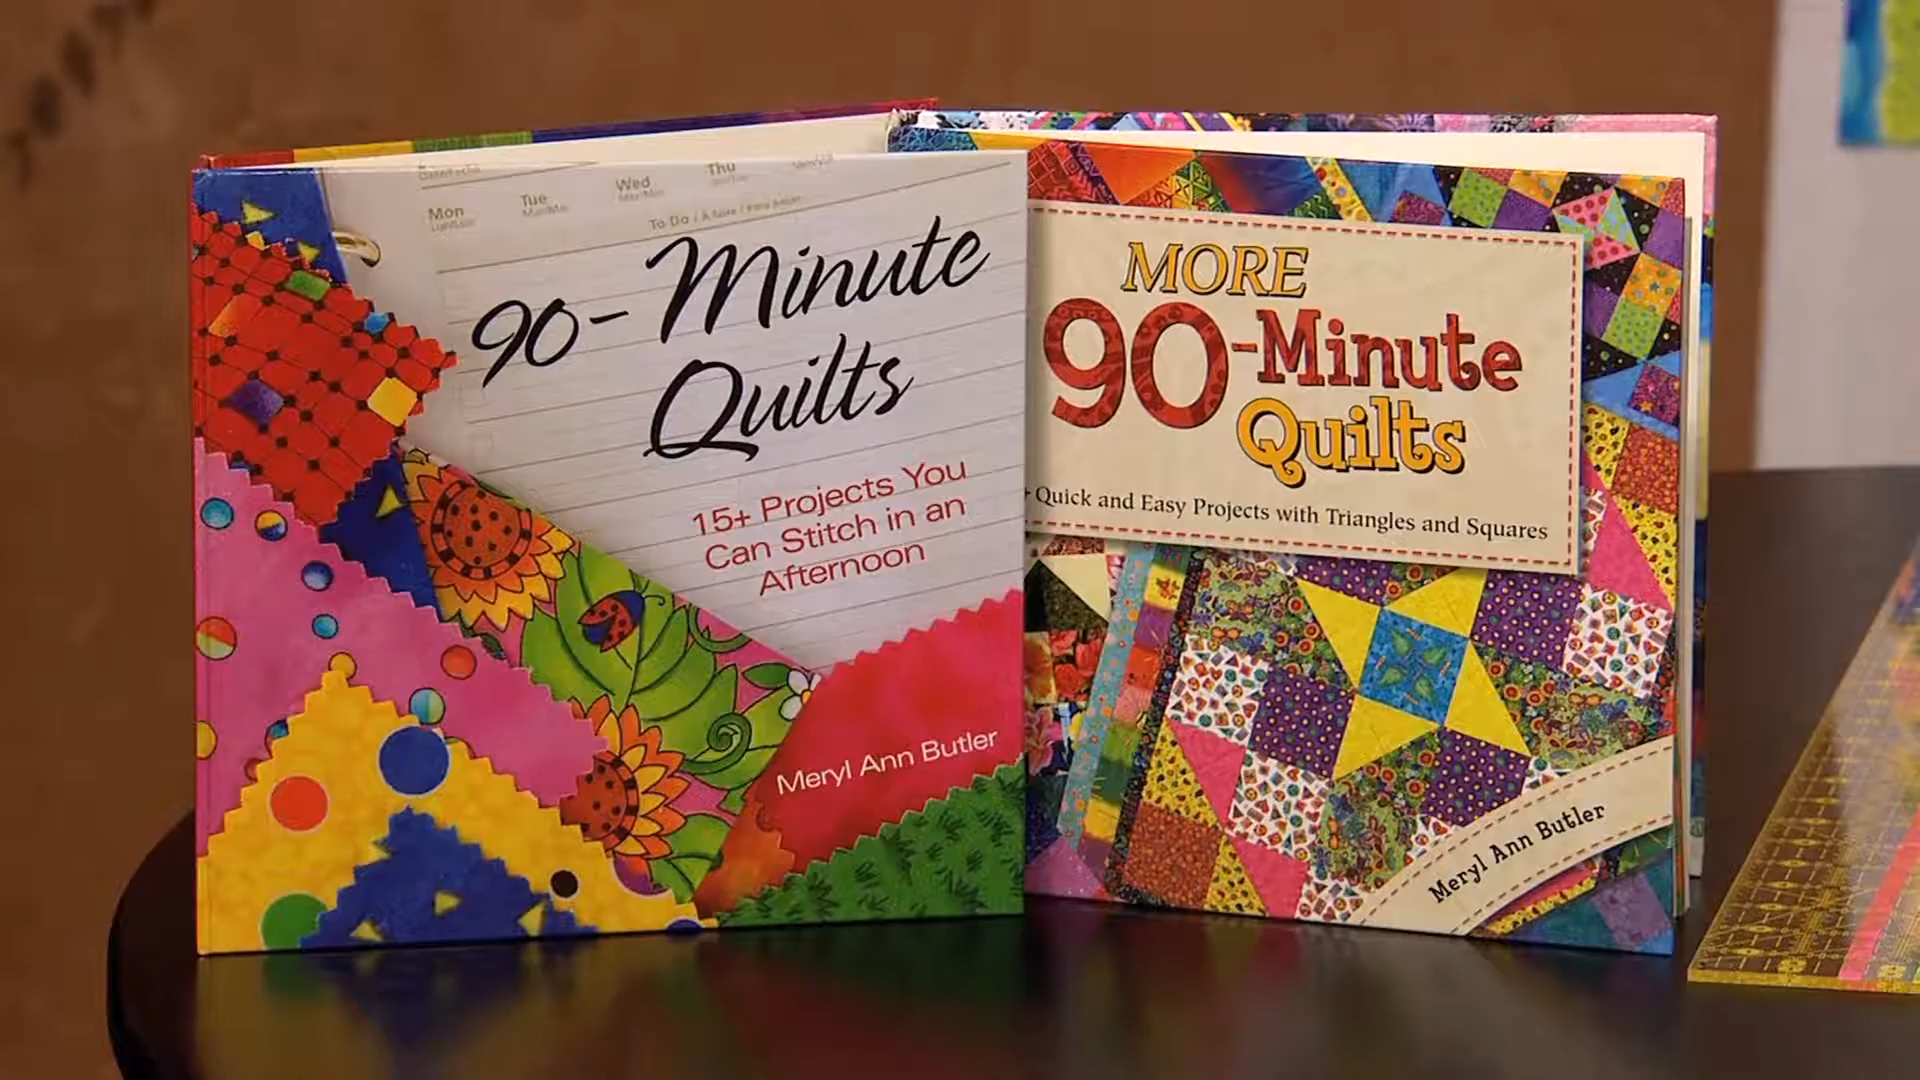 Mon
Tue
Wed
Thu
To Do
90-Minute
Quilts
15+ Projects You
Can Stitch in an
Afternoon
Meryl Ann Butler
MORE
90-Minute
Quilts
Quick and Easy Projects with Triangles and Squares
Meryl Ann Butler